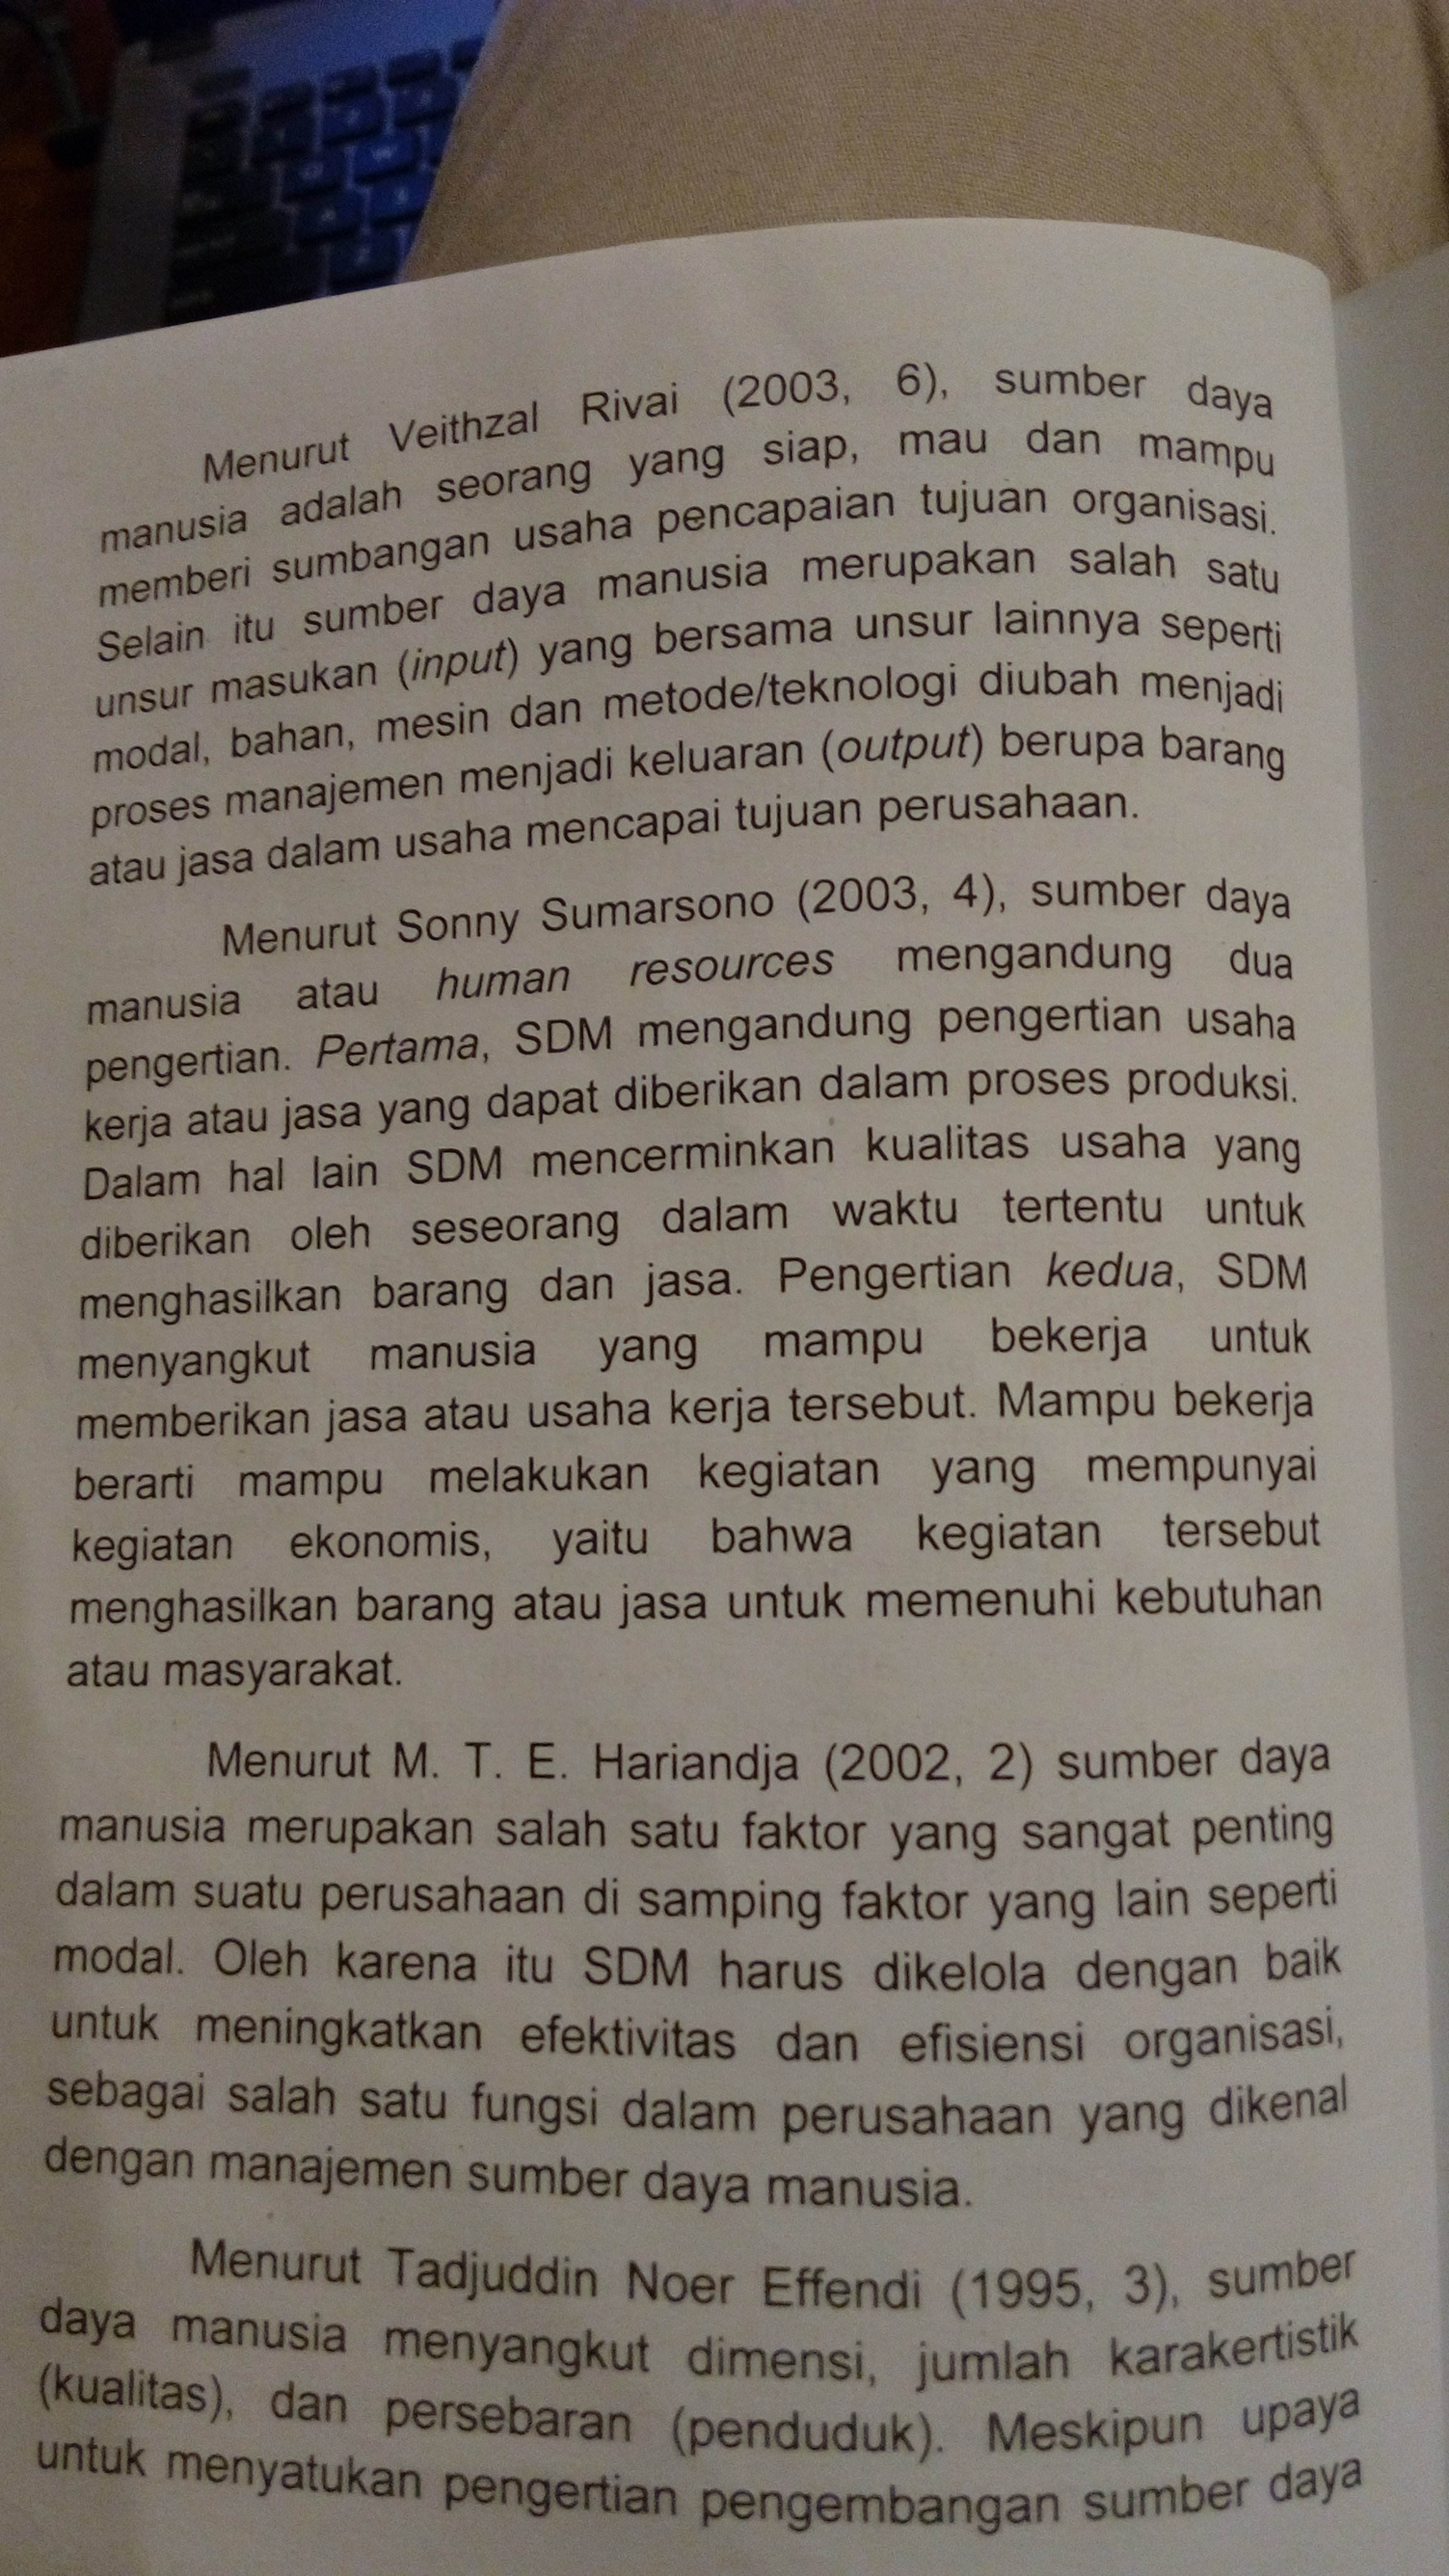 Menurut Veithzal Rivai (2003, 6), sumber daya
manusia adalah seorang yang siap, mau dan mampu
memberi sumbangan usaha pencapaian tujuan organisasi.
Selain itu sumber daya manusia merupakan salah satu
unsur masukan (input) yang bersama unsur lainnya seperti
modal, bahan, mesin dan metode/teknologi diubah menjadi
proses manajemen menjadi keluaran (output) berupa barang
atau jasa dalam usaha mencapai tujuan perusahaan.
Menurut Sonny Sumarsono (2003, 4), sumber daya
manusia atau human resources mengandung dua
pengertian. Pertama, SDM mengandung pengertian usaha
kerja atau jasa yang dapat diberikan dalam proses produksi.
Dalam hal lain SDM mencerminkan kualitas usaha yang
diberikan oleh seseorang dalam waktu tertentu untuk
menghasilkan barang dan jasa. Pengertian kedua, SDM
menyangkut manusia yang mampu bekerja untuk
memberikan jasa atau usaha kerja tersebut. Mampu bekerja
berarti mampu melakukan kegiatan yang mempunyai
kegiatan ekonomis, yaitu bahwa kegiatan tersebut
menghasilkan barang atau jasa untuk memenuhi kebutuhan
atau masyarakat.
Menurut M. T. E. Hariandja (2002, 2) sumber daya
manusia merupakan salah satu faktor yang sangat penting
dalam suatu perusahaan di samping faktor yang lain seperti
modal. Oleh karena itu SDM harus dikelola dengan baik
untuk meningkatkan efektivitas dan efisiensi organisasi,
sebagai salah satu fungsi dalam perusahaan yang dikenal
dengan manajemen sumber daya manusia.
Menurut Tadjuddin Noer Effendi (1995, 3), sumber
daya manusia menyangkut dimensi, jumlah karakertistik
(kualitas), dan persebaran (penduduk). Meskipun upaya
untuk menyatukan pengertian pengembangan sumber daya